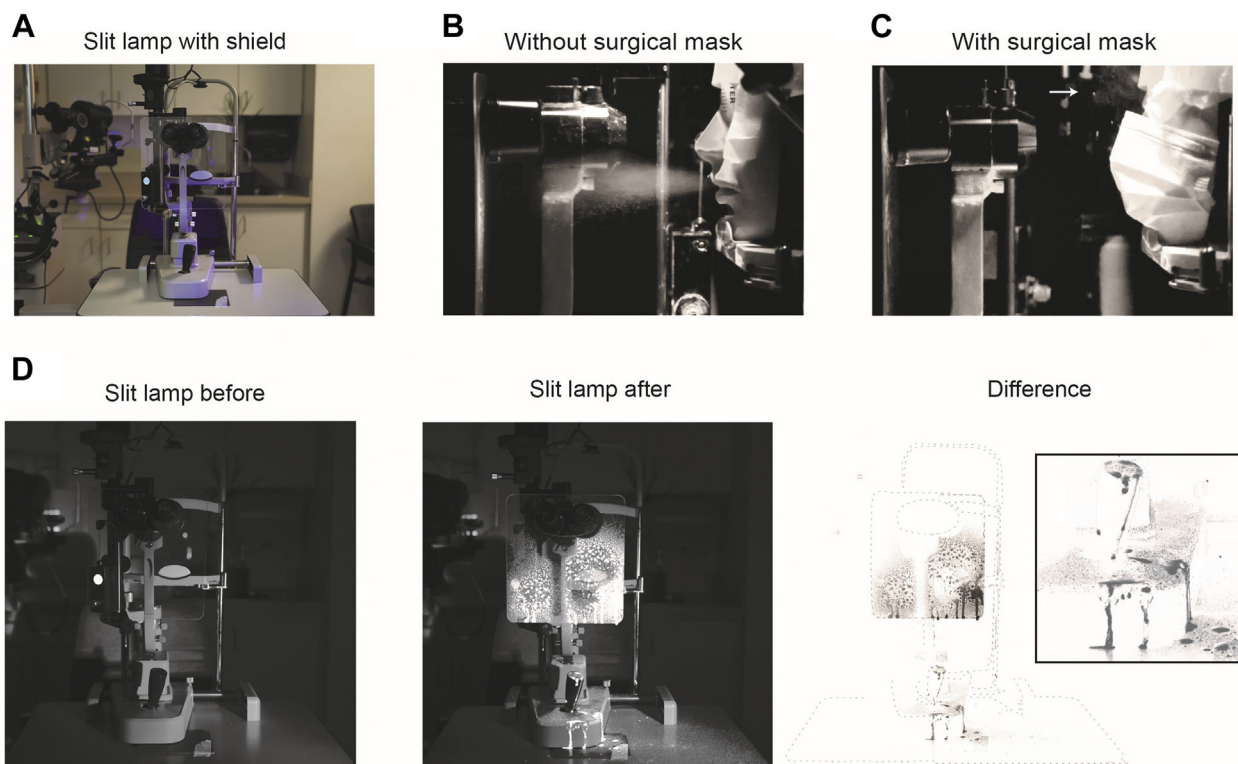 A
Slit lamp with shield
B
Without surgical mask
C
With surgical mask
D
Slit lamp before
Slit lamp after
Difference